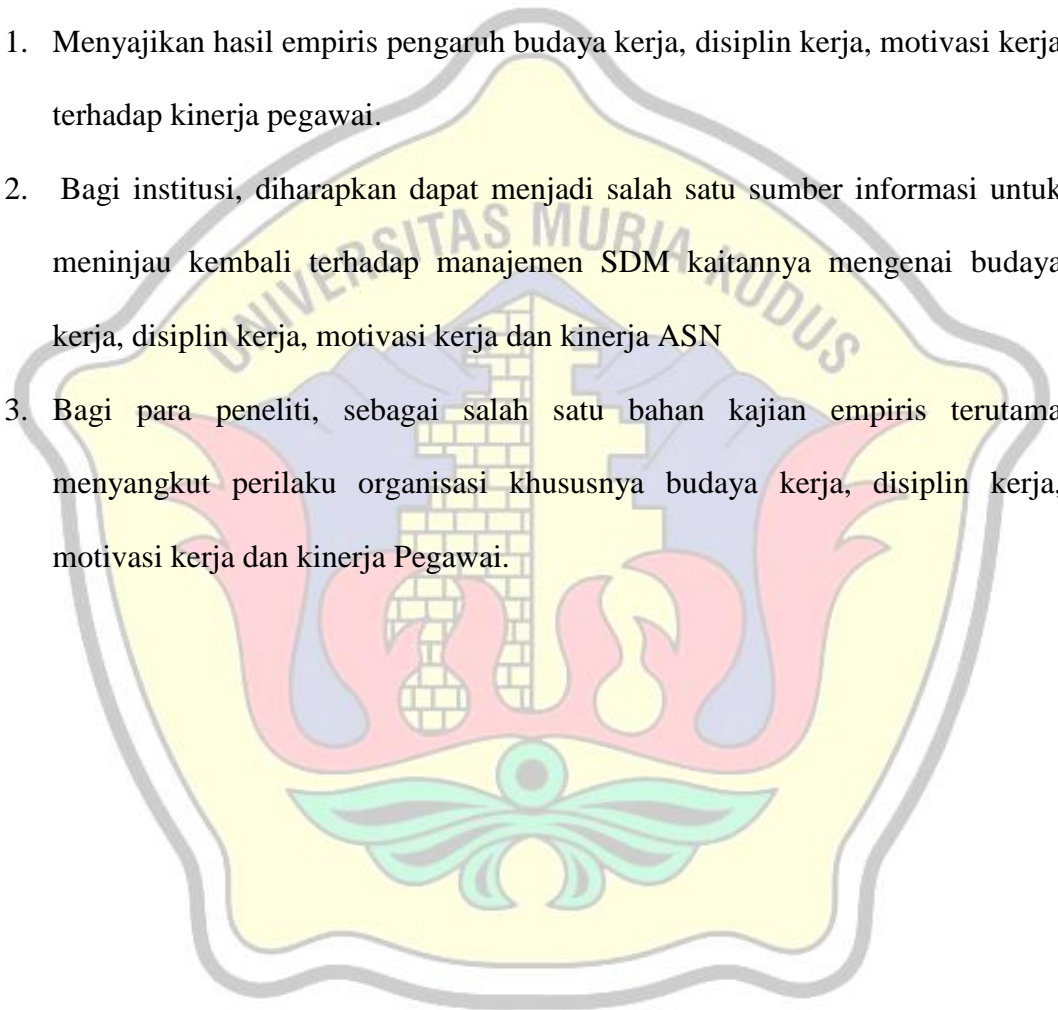 1. Menyajikan hasil empiris pengaruh budaya kerja, disiplin kerja, motivasi kerja
terhadap kinerja pegawai.
2. Bagi institusi, diharapkan dapat menjadi salah satu sumber informasi untuk
UNIVERSITAS MURIA KUDUS
meninjau kembali terhadap manajemen SDM kaitannya mengenai budaya
kerja, disiplin kerja, motivasi kerja dan kinerja ASN
3. Bagi para peneliti, sebagai salah satu bahan kajian empiris terutama
menyangkut perilaku organisasi khususnya budaya kerja, disiplin kerja,
motivasi kerja dan kinerja Pegawai.